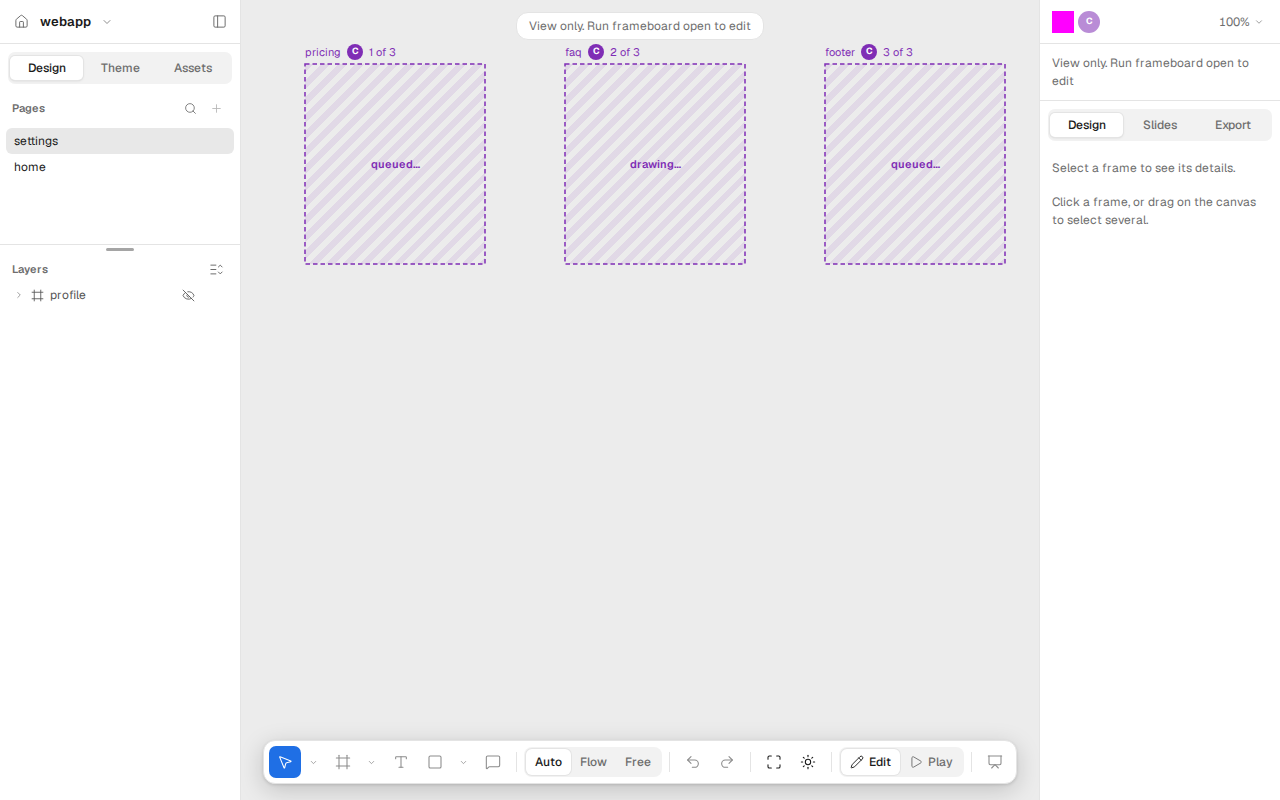 webapp
Design Theme Assets
Pages
settings
home
Layers
profile
View only. Run frameboard open to edit
pricing C 1 of 3
faq C 2 of 3
footer C 3 of 3
queued...
drawing...
queued...
Auto Flow Free
Edit Play
C 100%
View only. Run frameboard open to
edit
Design Slides Export
Select a frame to see its details.
Click a frame, or drag on the canvas
to select several.